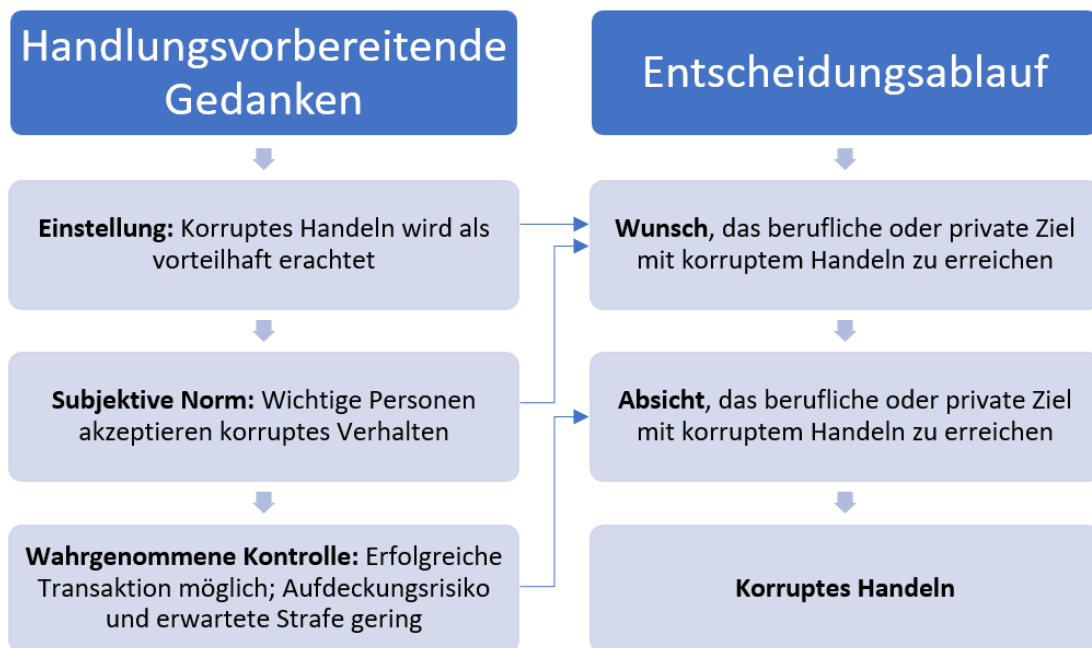 Handlungsvorbereitende
Gedanken
Einstellung: Korruptes Handeln wird als
vorteilhaft erachtet
Subjektive Norm: Wichtige Personen
akzeptieren korruptes Verhalten
Wahrgenommene Kontrolle: Erfolgreiche
Transaktion möglich; Aufdeckungsrisiko
und erwartete Strafe gering
Entscheidungsablauf
Wunsch, das berufliche oder private Ziel
mit korruptem Handeln zu erreichen
Absicht, das berufliche oder private Ziel
mit korruptem Handeln zu erreichen
Korruptes Handeln